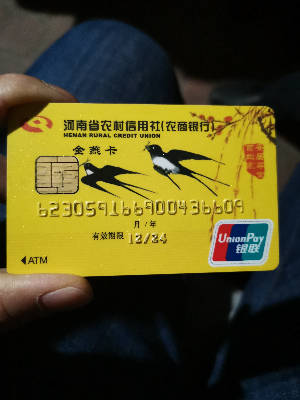 河南省农村信用社(农商银行)
HENAN RURAL CREDIT UNION
金燕卡
6230591166900436609
月/年
有效期限 12/24
◀ATM
UnionPay
银联